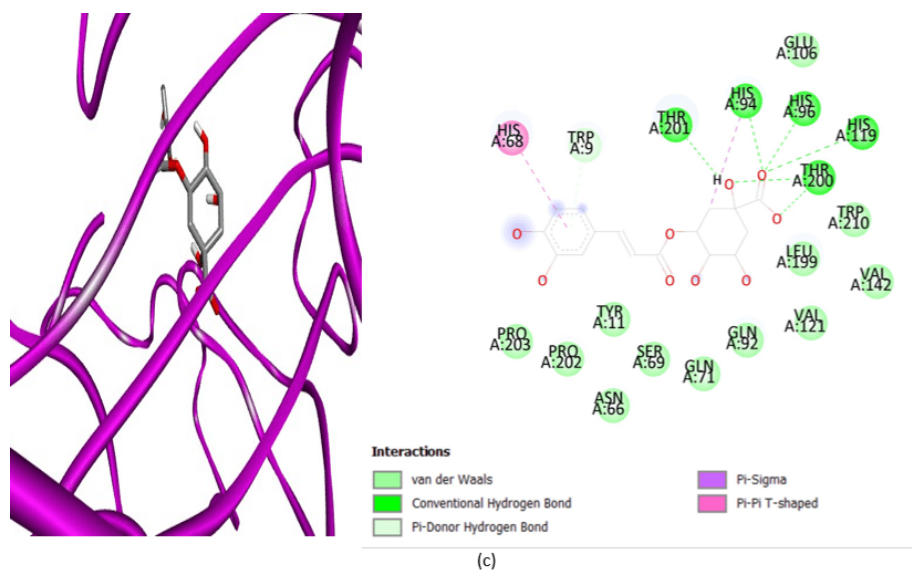 GLU
A:106
HIS
A:94
HIS
A:96
THR
A:201
HIS
A:119
HIS
A:68
TRP
A:9
THR
A:200
H
O
O
O
TRP
A:210
O
O
LEU
A:199
VAL
A:142
O
O
O
O
TYR
A:11
VAL
A:121
PRO
A:203
GLN
A:92
PRO
A:202
SER
A:69
GLN
A:71
ASN
A:66
Interactions
van der Waals
Conventional Hydrogen Bond
Pi-Donor Hydrogen Bond
Pi-Sigma
Pi-Pi T-shaped
(c)